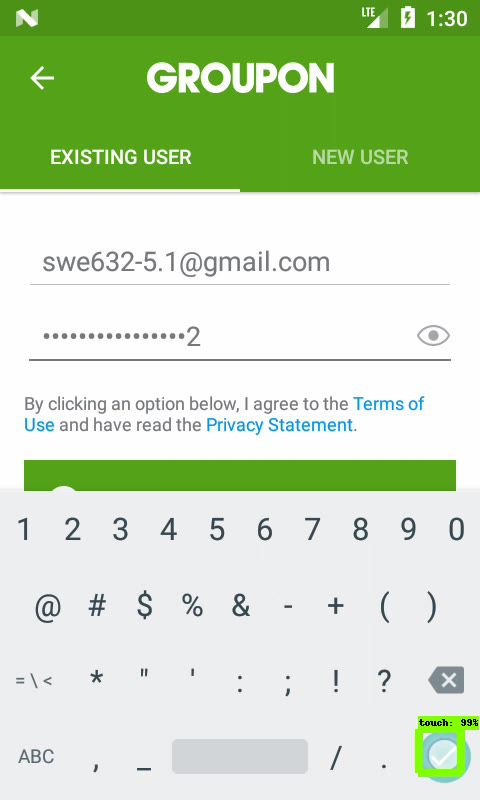 LTE 1:30
GROUPON
EXISTING USER NEW USER
swe632-5.1@gmail.com
••••••••••••••••2
By clicking an option below, I agree to the Terms of
Use and have read the Privacy Statement.
1 2 3 4 5 6 7 8 9 0
@ # $ % & - + ( )
= \ < * " ' : ; ! ?
touch: 99%
ABC , _ / .